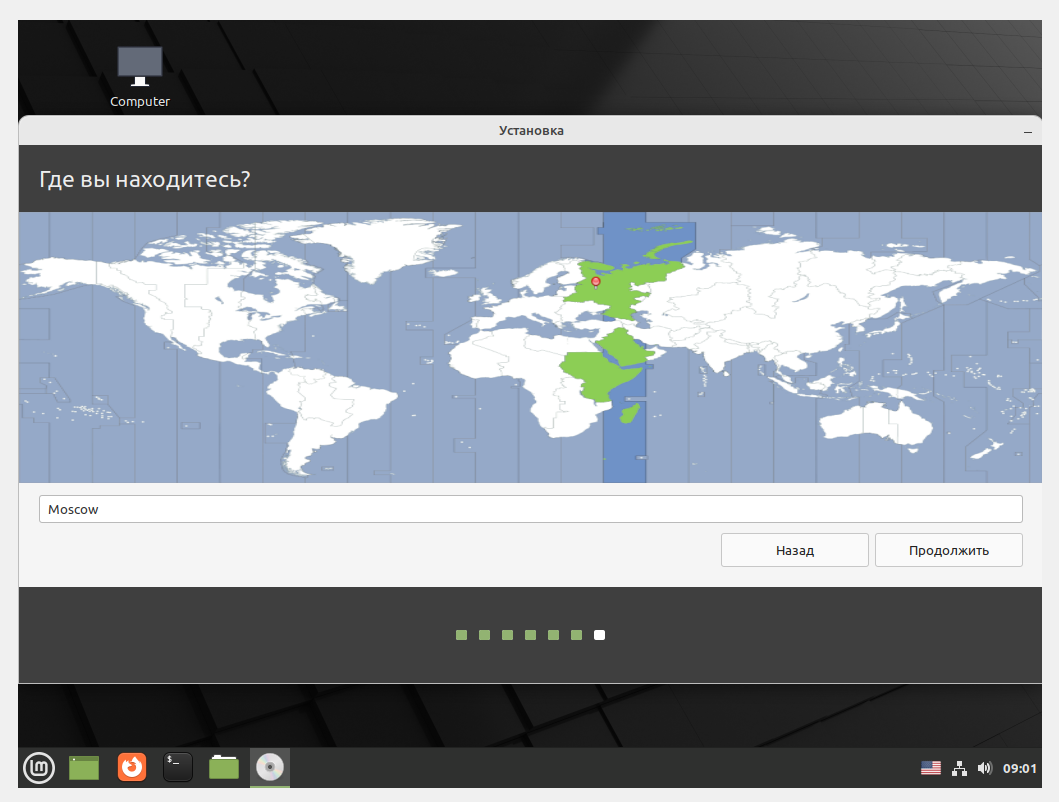 Computer
Установка
Где вы находитесь?
Moscow
Назад
Продолжить
$_
09:01